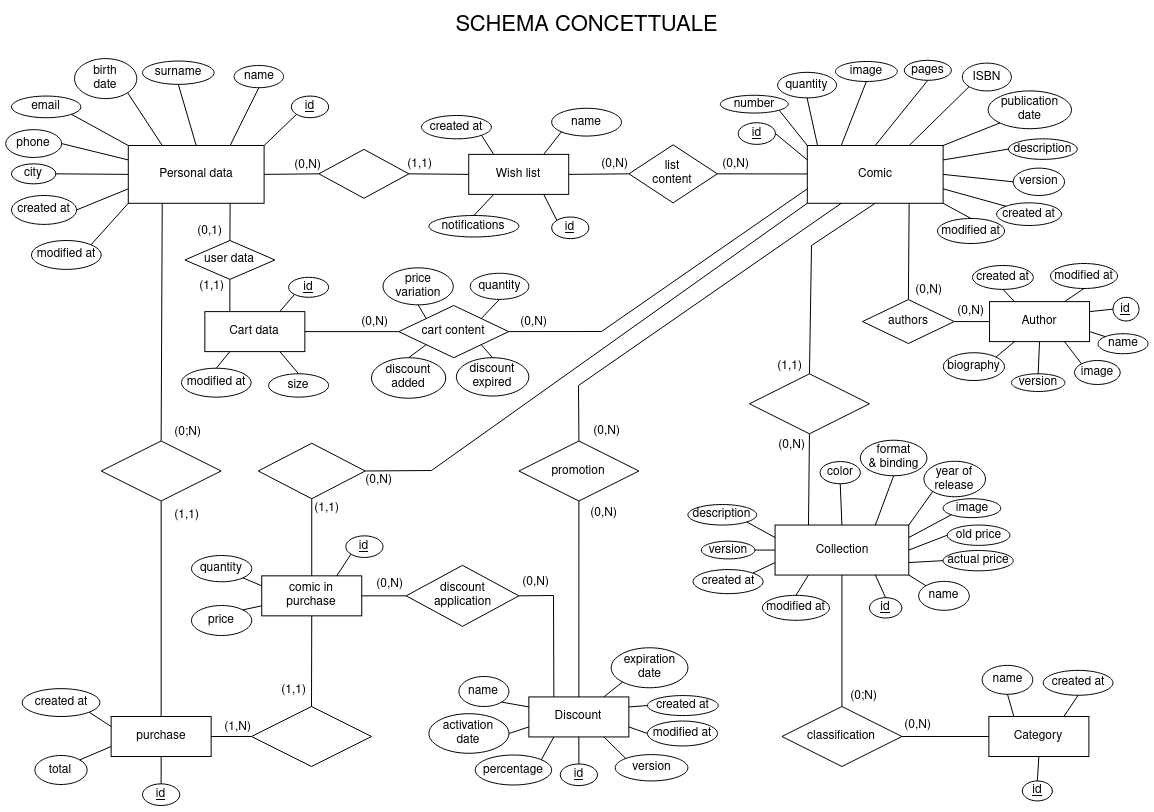 SCHEMA CONCETTUALE
birth
date
surname
name
id
email
phone
city
created at
modified at
Personal data
(0,N)
(1,1)
created at
name
Wish list
notifications
id
(0,N)
list
content
(0,N)
number
quantity
image
pages
ISBN
publication
date
id
description
version
created at
modified at
Comic
(0,1)
user data
(1,1)
id
Cart data
modified at
size
(0,N)
price
variation
quantity
cart content
(0,N)
discount
added
discount
expired
(0,N)
authors
(0,N)
created at
modified at
id
Author
name
biography
version
image
(1,1)
(0,N)
(0;N)
(1,1)
(0,N)
(1,1)
(0,N)
promotion
(0,N)
color
format
& binding
year of
release
description
image
version
old price
created at
actual price
modified at
id
name
Collection
id
quantity
comic in
purchase
price
(0,N)
discount
application
(0,N)
(1,1)
created at
purchase
(1,N)
total
id
expiration
date
name
created at
activation
date
Discount
modified at
percentage
id
version
(0;N)
classification
(0,N)
name
created at
Category
id